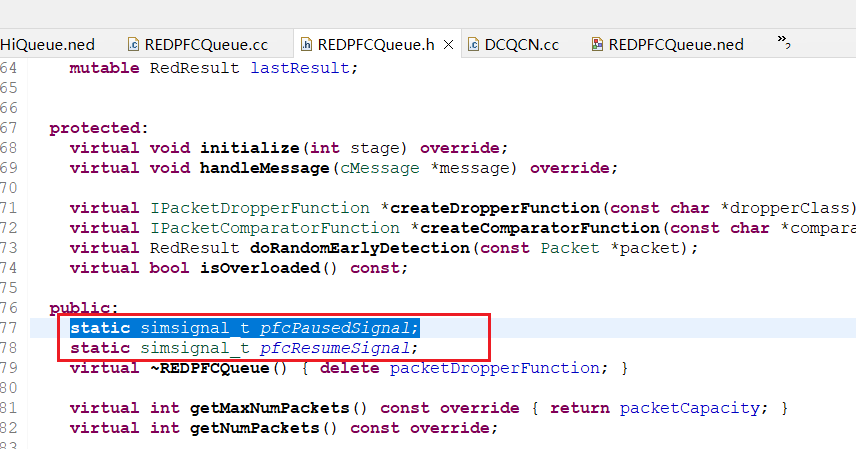 HiQueue.ned REDPFCQueue.cc REDPFCQueue.h DCQCN.cc REDPFCQueue.ned »2
64 mutable RedResult lastResult;
65
66
67 protected:
68 virtual void initialize(int stage) override;
69 virtual void handleMessage(cMessage *message) override;
70
71 virtual IPacketDropperFunction *createDropperFunction(const char *dropperClass)
72 virtual IPacketComparatorFunction *createComparatorFunction(const char *compara
73 virtual RedResult doRandomEarlyDetection(const Packet *packet);
74 virtual bool isOverloaded() const;
75
76 public:
77 static simsignal_t pfcPausedSignal;
78 static simsignal_t pfcResumeSignal;
79 virtual ~REDPFCQueue() { delete packetDropperFunction; }
80
81 virtual int getMaxNumPackets() const override { return packetCapacity; }
82 virtual int getNumPackets() const override;
83